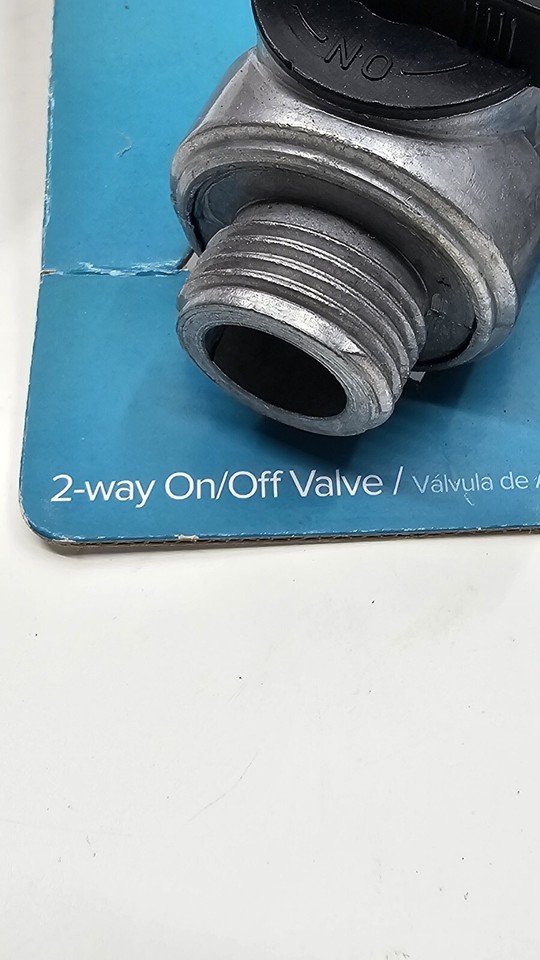 ON
2-way On/Off Valve / Válvula de